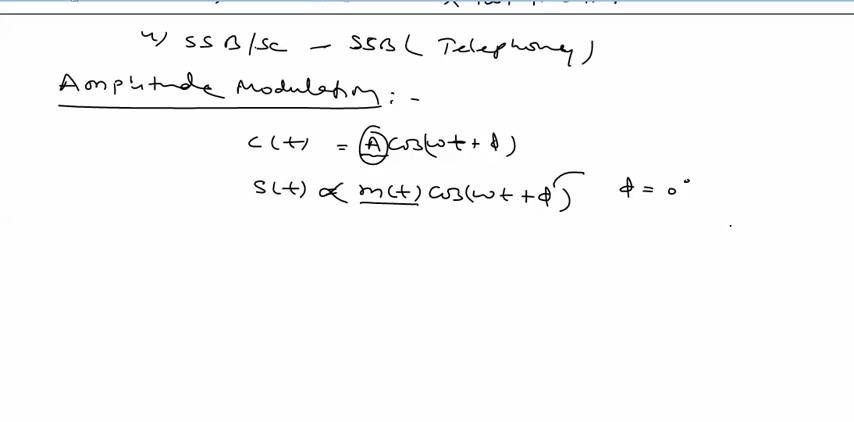 4) SSB/SC - SSB ( Telephony )
Amplitude Modulation : -
c(t) = A cos(ωt + φ)
s(t) ∝ m(t) cos(ωt + φ) φ = 0°